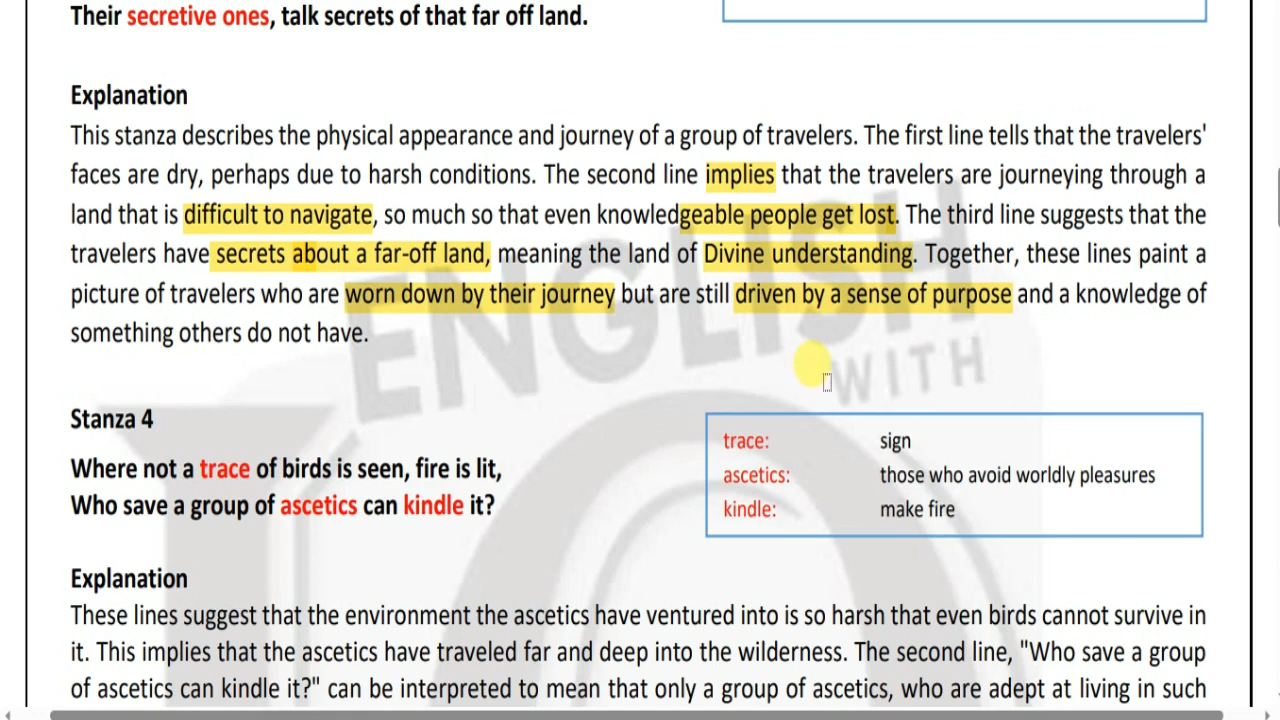 Their secretive ones, talk secrets of that far off land.
Explanation
This stanza describes the physical appearance and journey of a group of travelers. The first line tells that the travelers'
faces are dry, perhaps due to harsh conditions. The second line implies that the travelers are journeying through a
land that is difficult to navigate, so much so that even knowledgeable people get lost. The third line suggests that the
travelers have secrets about a far-off land, meaning the land of Divine understanding. Together, these lines paint a
picture of travelers who are worn down by their journey but are still driven by a sense of purpose and a knowledge of
something others do not have.
ENGLISH
WITH
Stanza 4
Where not a trace of birds is seen, fire is lit,
Who save a group of ascetics can kindle it?
trace: sign
ascetics: those who avoid worldly pleasures
kindle: make fire
Explanation
These lines suggest that the environment the ascetics have ventured into is so harsh that even birds cannot survive in
it. This implies that the ascetics have traveled far and deep into the wilderness. The second line, "Who save a group
of ascetics can kindle it?" can be interpreted to mean that only a group of ascetics, who are adept at living in such